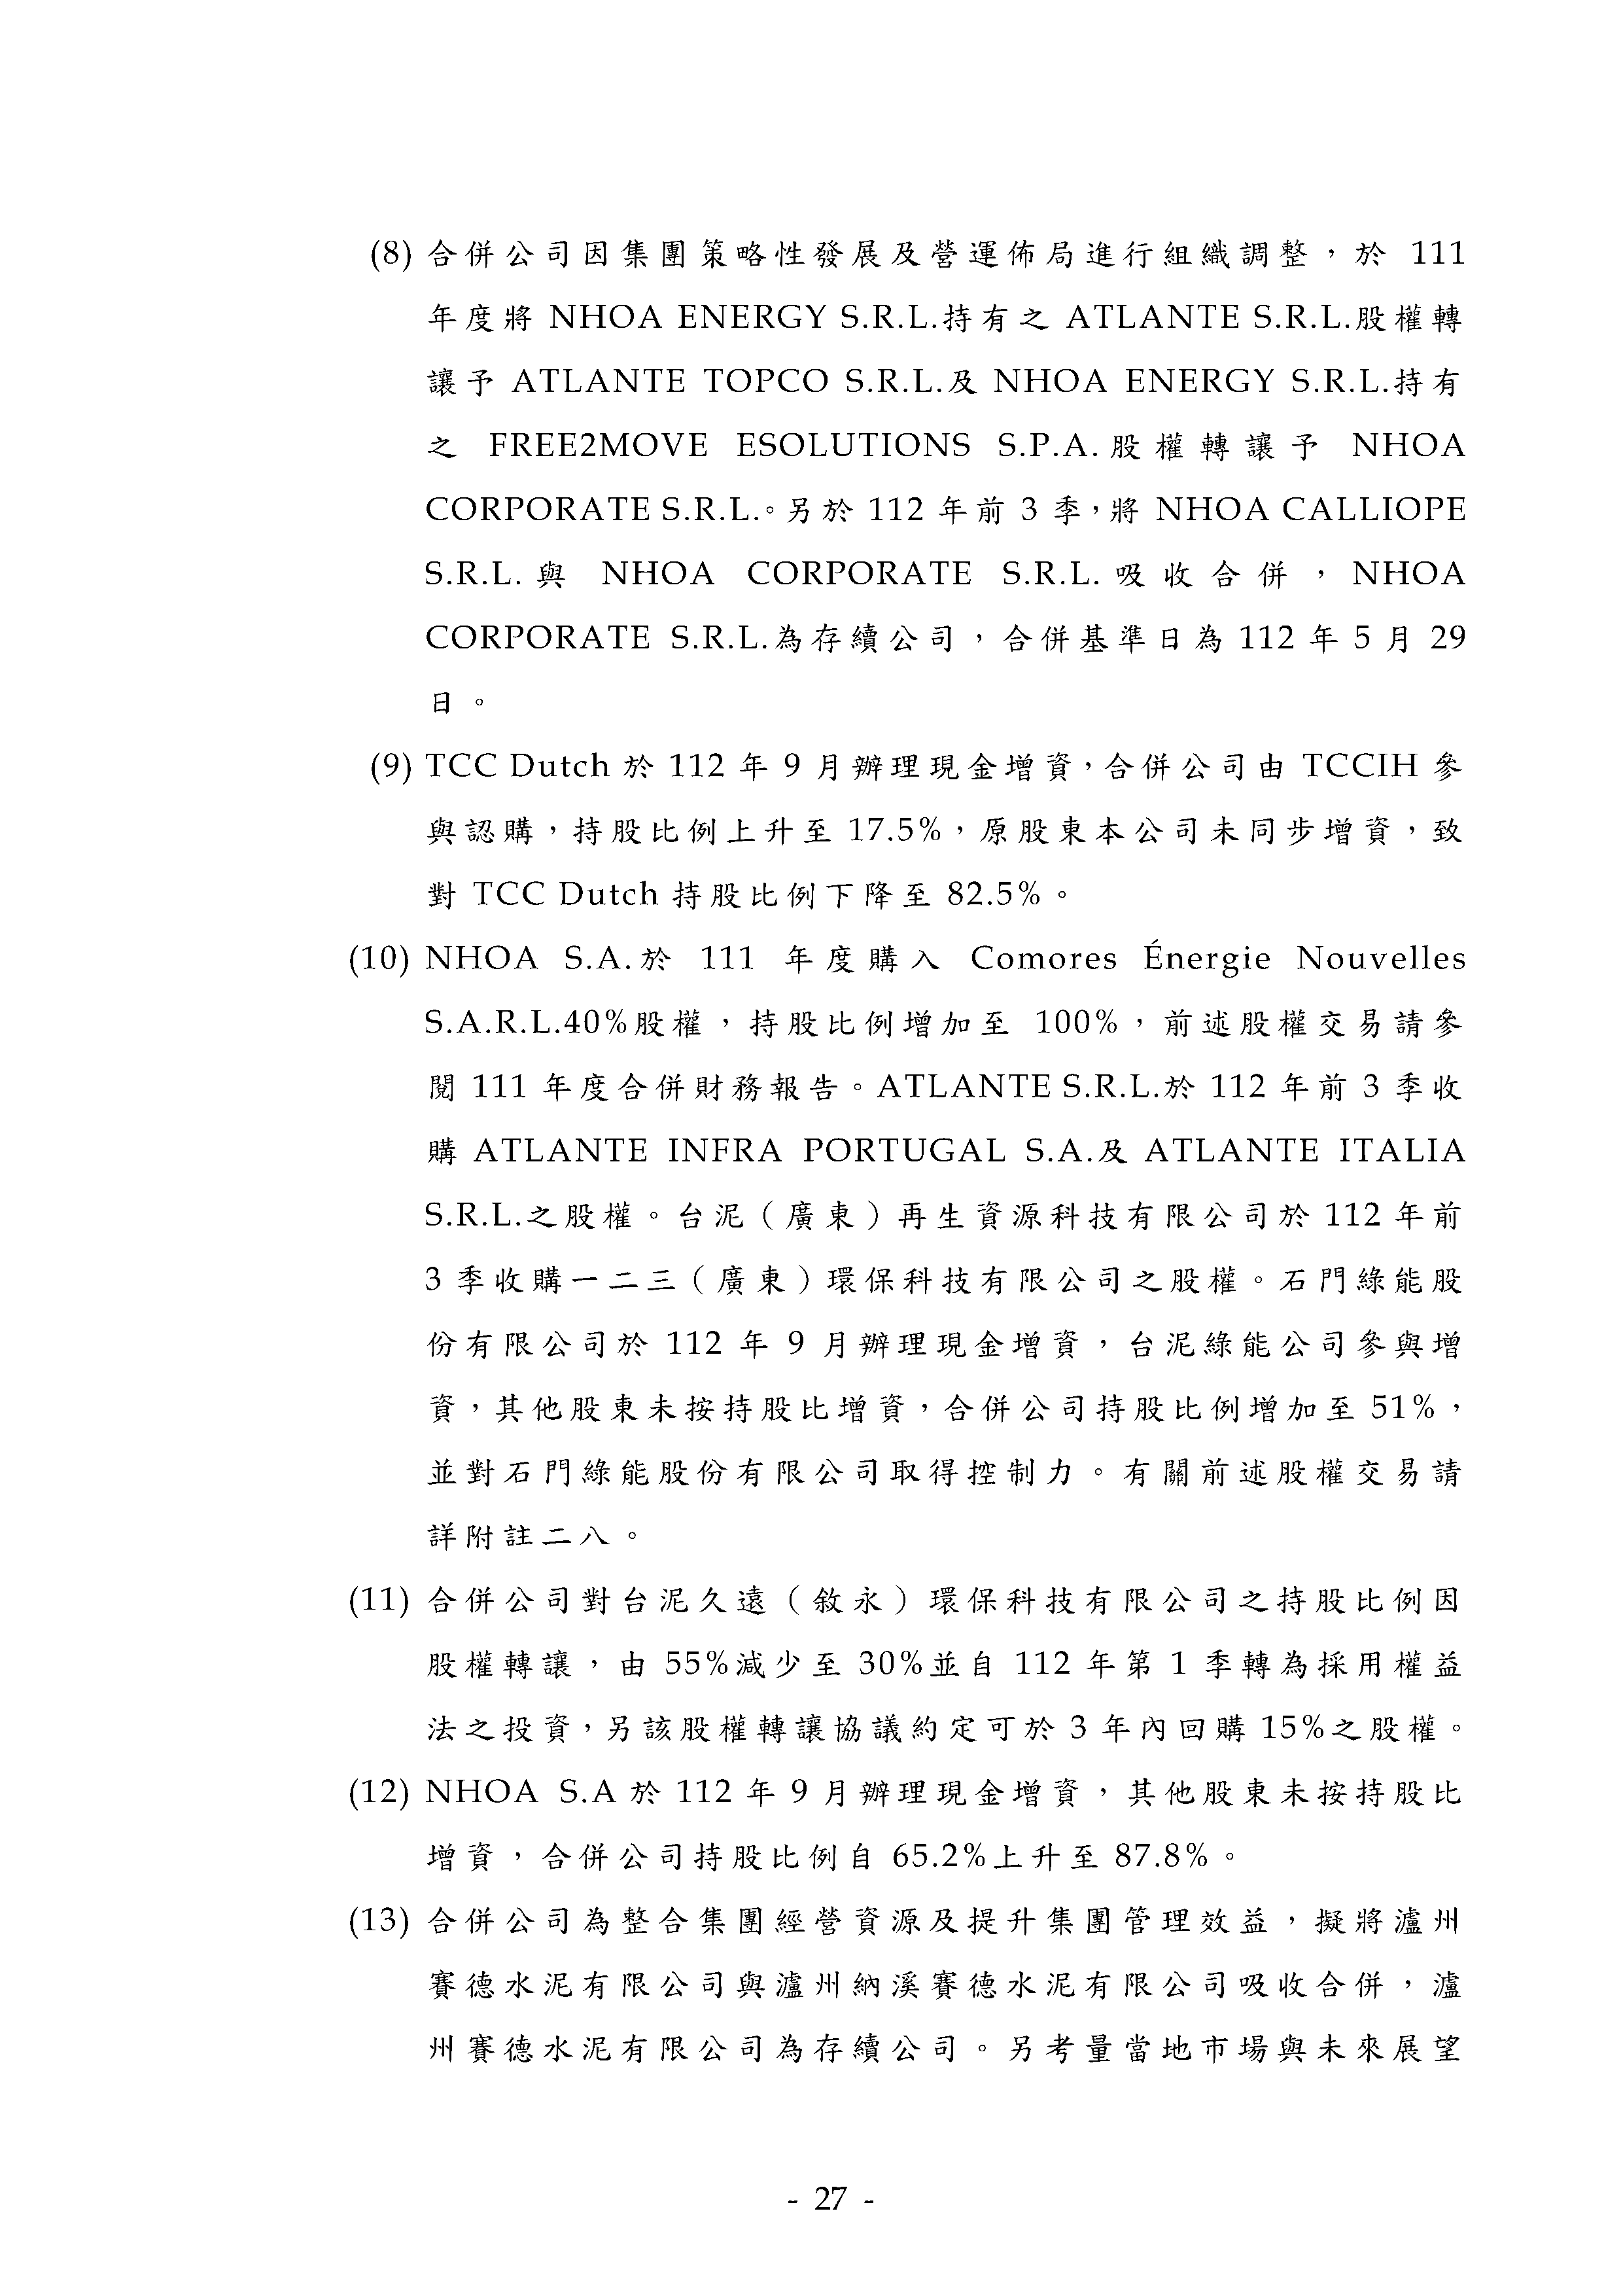 (8) 合併公司因集團策略性發展及營運佈局進行組織調整，於 111
年度將 NHOA ENERGY S.R.L.持有之 ATLANTE S.R.L.股權轉
讓予 ATLANTE TOPCO S.R.L.及 NHOA ENERGY S.R.L.持有
之 FREE2MOVE ESOLUTIONS S.P.A.股權轉讓予 NHOA
CORPORATE S.R.L.。另於 112 年前 3 季，將 NHOA CALLIOPE
S.R.L.與 NHOA CORPORATE S.R.L.吸收合併，NHOA
CORPORATE S.R.L.為存續公司，合併基準日為 112 年 5 月 29
日。
(9) TCC Dutch 於 112 年 9 月辦理現金增資，合併公司由 TCCIH 參
與認購，持股比例上升至 17.5%，原股東本公司未同步增資，致
對 TCC Dutch 持股比例下降至 82.5%。
(10) NHOA S.A.於 111 年度購入 Comores Énergie Nouvelles
S.A.R.L.40%股權，持股比例增加至 100%，前述股權交易請參
閱 111 年度合併財務報告。ATLANTE S.R.L.於 112 年前 3 季收
購 ATLANTE INFRA PORTUGAL S.A.及 ATLANTE ITALIA
S.R.L.之股權。台泥（廣東）再生資源科技有限公司於 112 年前
3 季收購一二三（廣東）環保科技有限公司之股權。石門綠能股
份有限公司於 112 年 9 月辦理現金增資，台泥綠能公司參與增
資，其他股東未按持股比增資，合併公司持股比例增加至 51%，
並對石門綠能股份有限公司取得控制力。有關前述股權交易請
詳附註二八。
(11) 合併公司對台泥久遠（敘永）環保科技有限公司之持股比例因
股權轉讓，由 55%減少至 30%並自 112 年第 1 季轉為採用權益
法之投資，另該股權轉讓協議約定可於 3 年內回購 15%之股權。
(12) NHOA S.A 於 112 年 9 月辦理現金增資，其他股東未按持股比
增資，合併公司持股比例自 65.2%上升至 87.8%。
(13) 合併公司為整合集團經營資源及提升集團管理效益，擬將瀘州
賽德水泥有限公司與瀘州納溪賽德水泥有限公司吸收合併，瀘
州賽德水泥有限公司為存續公司。另考量當地市場與未來展望
- 27 -